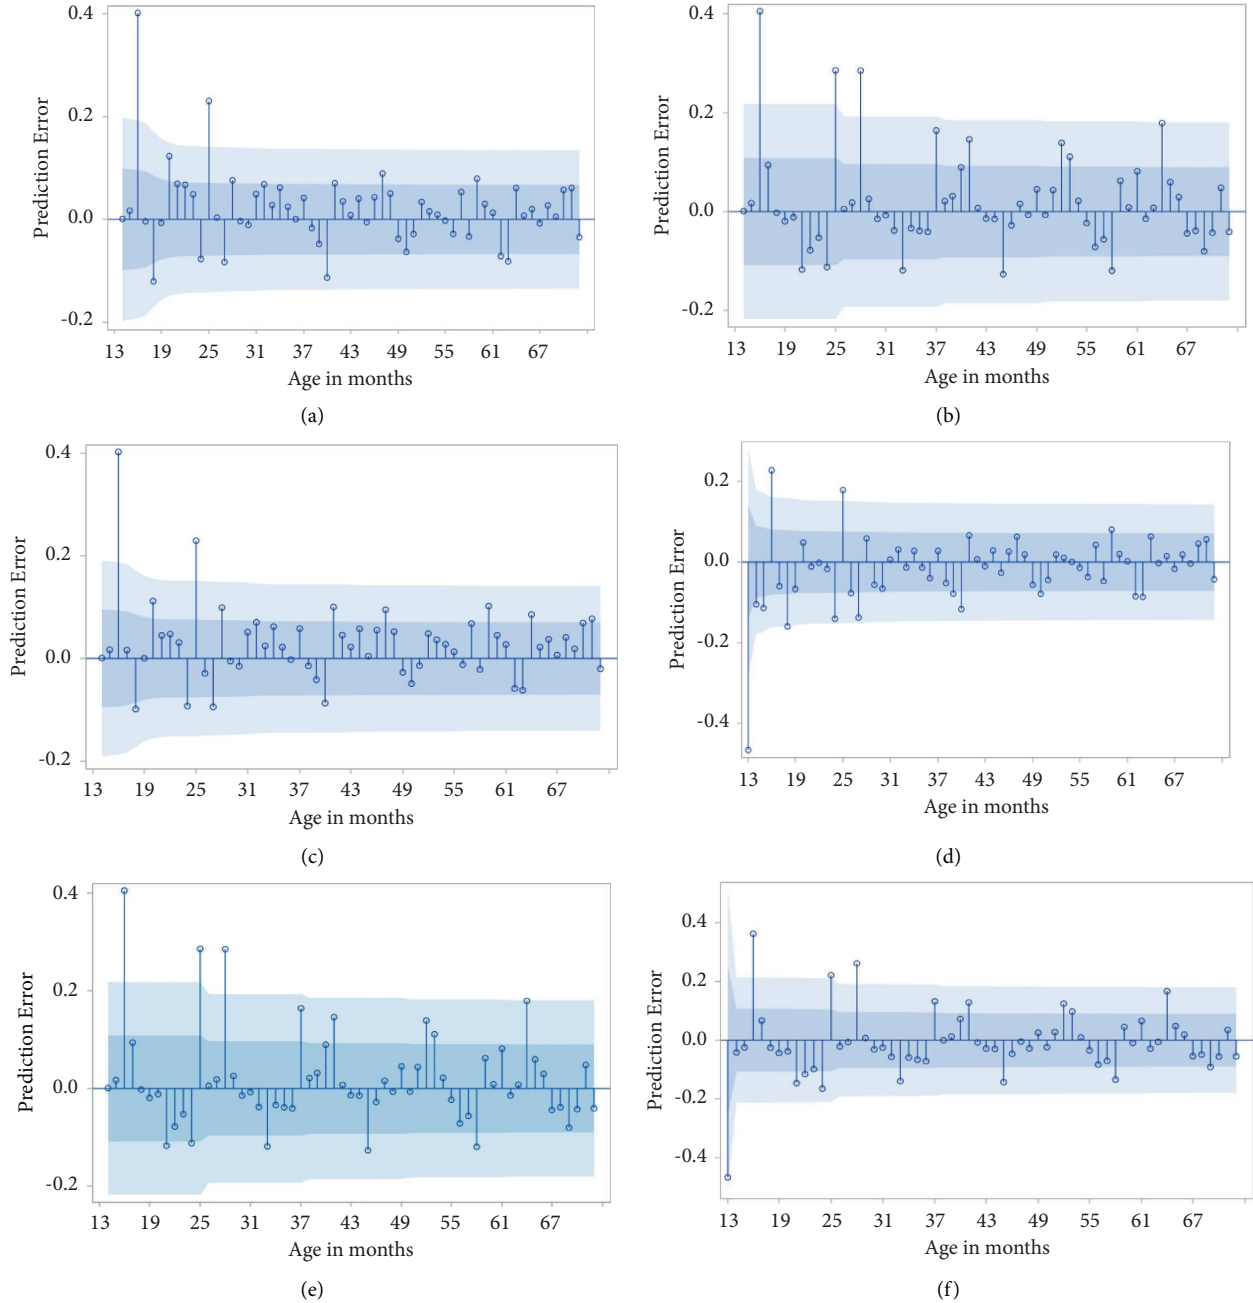 0.4
0.2
0.0
-0.2
Prediction Error
13 19 25 31 37 43 49 55 61 67
Age in months
(a)
0.4
0.2
0.0
-0.2
Prediction Error
13 19 25 31 37 43 49 55 61 67
Age in months
(b)
0.4
0.2
0.0
-0.2
Prediction Error
13 19 25 31 37 43 49 55 61 67
Age in months
(c)
0.2
0.0
-0.2
-0.4
Prediction Error
13 19 25 31 37 43 49 55 61 67
Age in months
(d)
0.4
0.2
0.0
-0.2
Prediction Error
13 19 25 31 37 43 49 55 61 67
Age in months
(e)
0.4
0.2
0.0
-0.2
-0.4
Prediction Error
13 19 25 31 37 43 49 55 61 67
Age in months
(f)